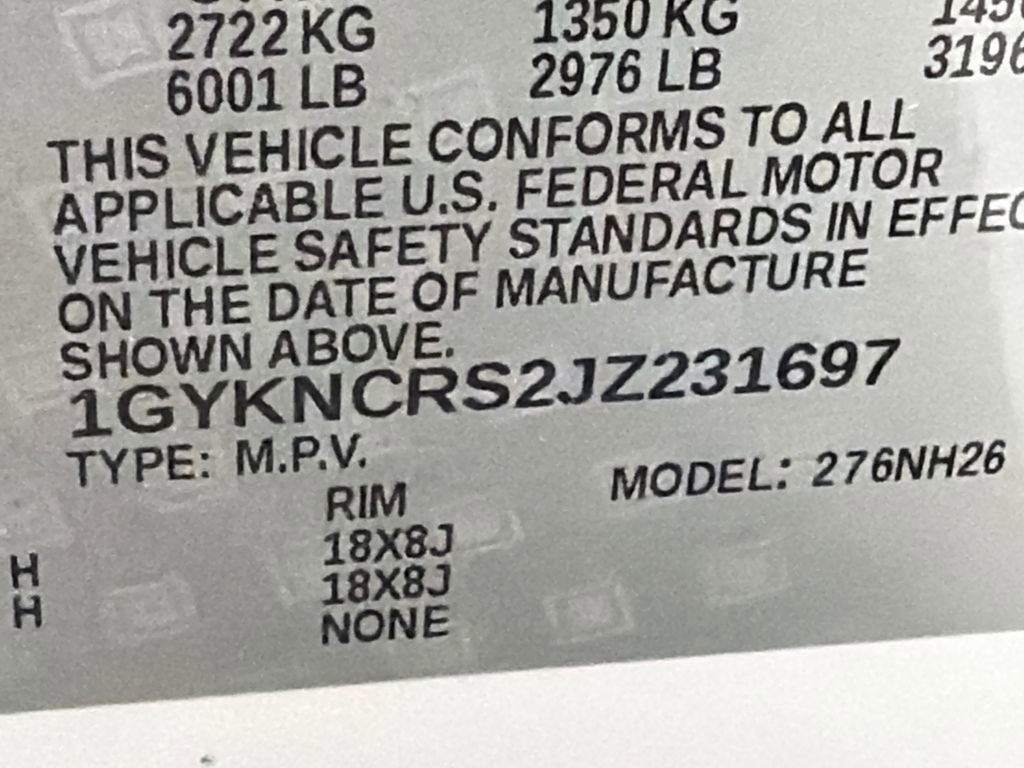 2722 KG 1350 KG
6001 LB 2976 LB 3196
THIS VEHICLE CONFORMS TO ALL
APPLICABLE U.S. FEDERAL MOTOR
VEHICLE SAFETY STANDARDS IN EFFEC
ON THE DATE OF MANUFACTURE
SHOWN ABOVE.
1GYKNCRS2JZ231697
TYPE: M.P.V. MODEL: 276NH26
RIM
H 18X8J
H 18X8J
NONE